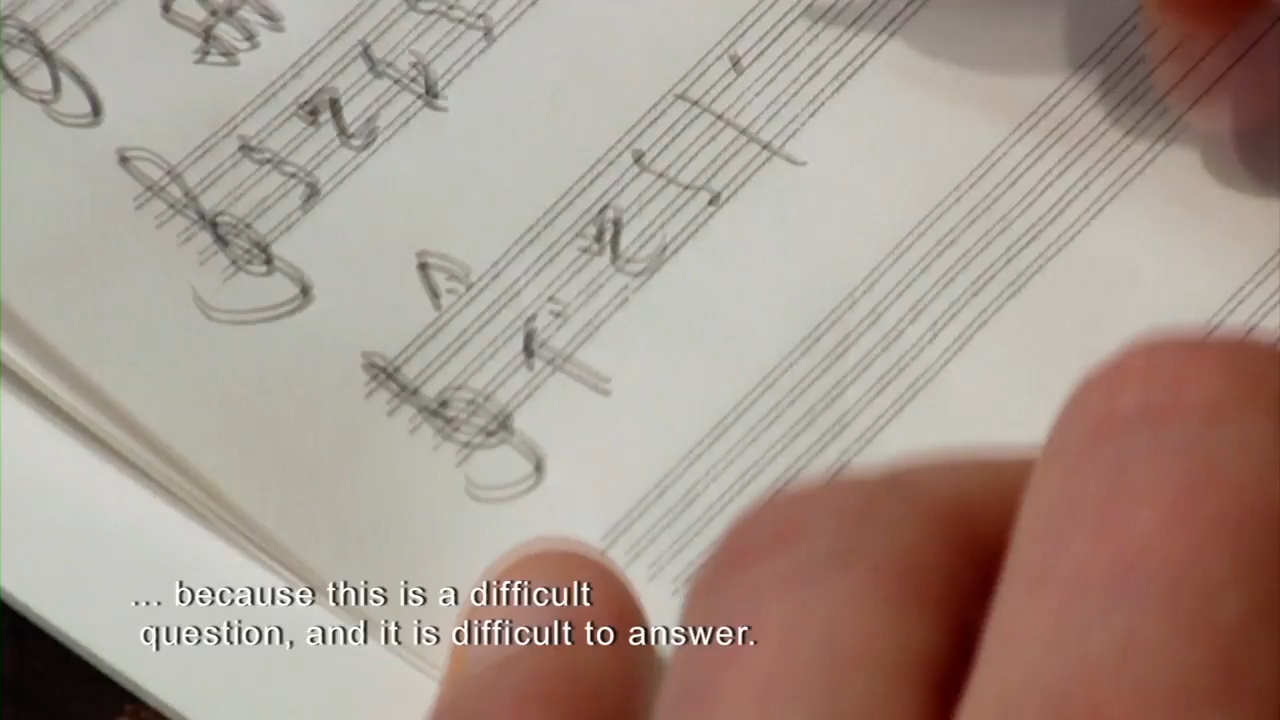 ... because this is a difficult
question, and it is difficult to answer.